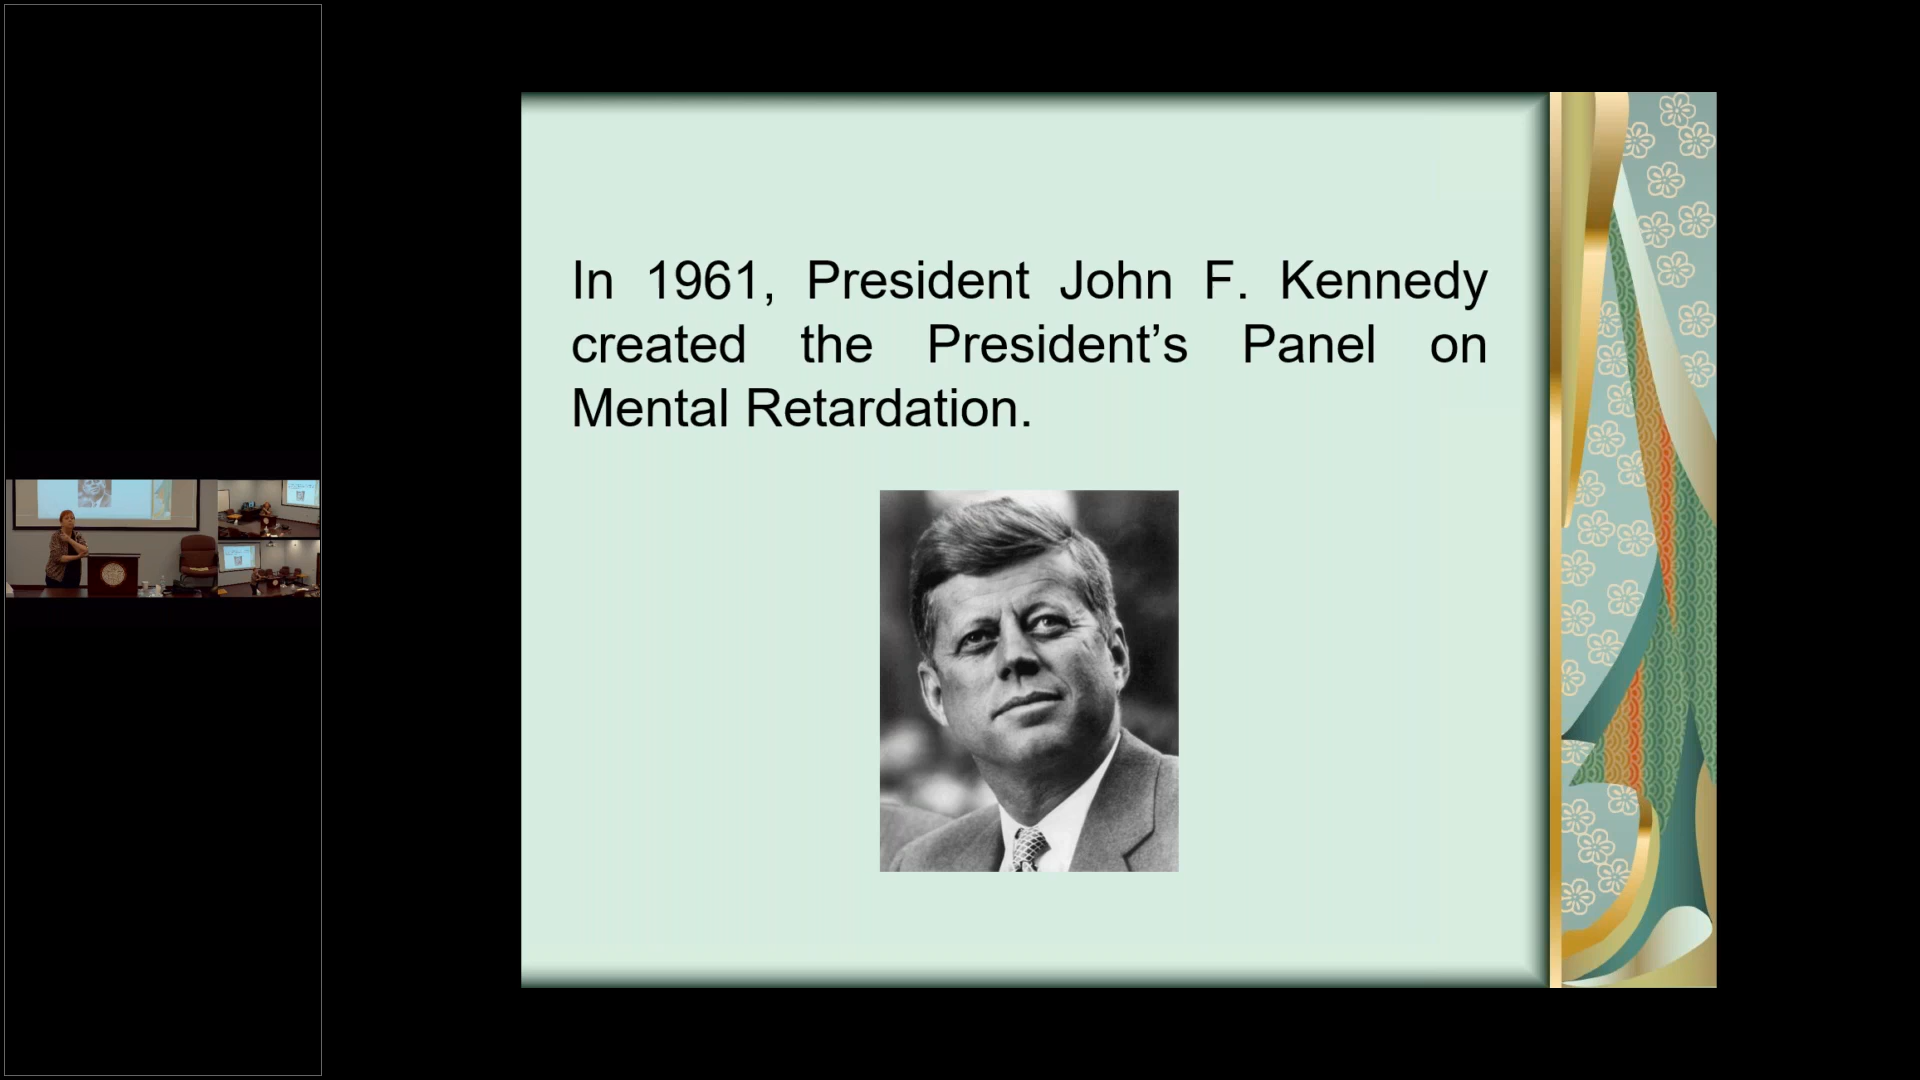 In 1961, President John F. Kennedy
created the President’s Panel on
Mental Retardation.